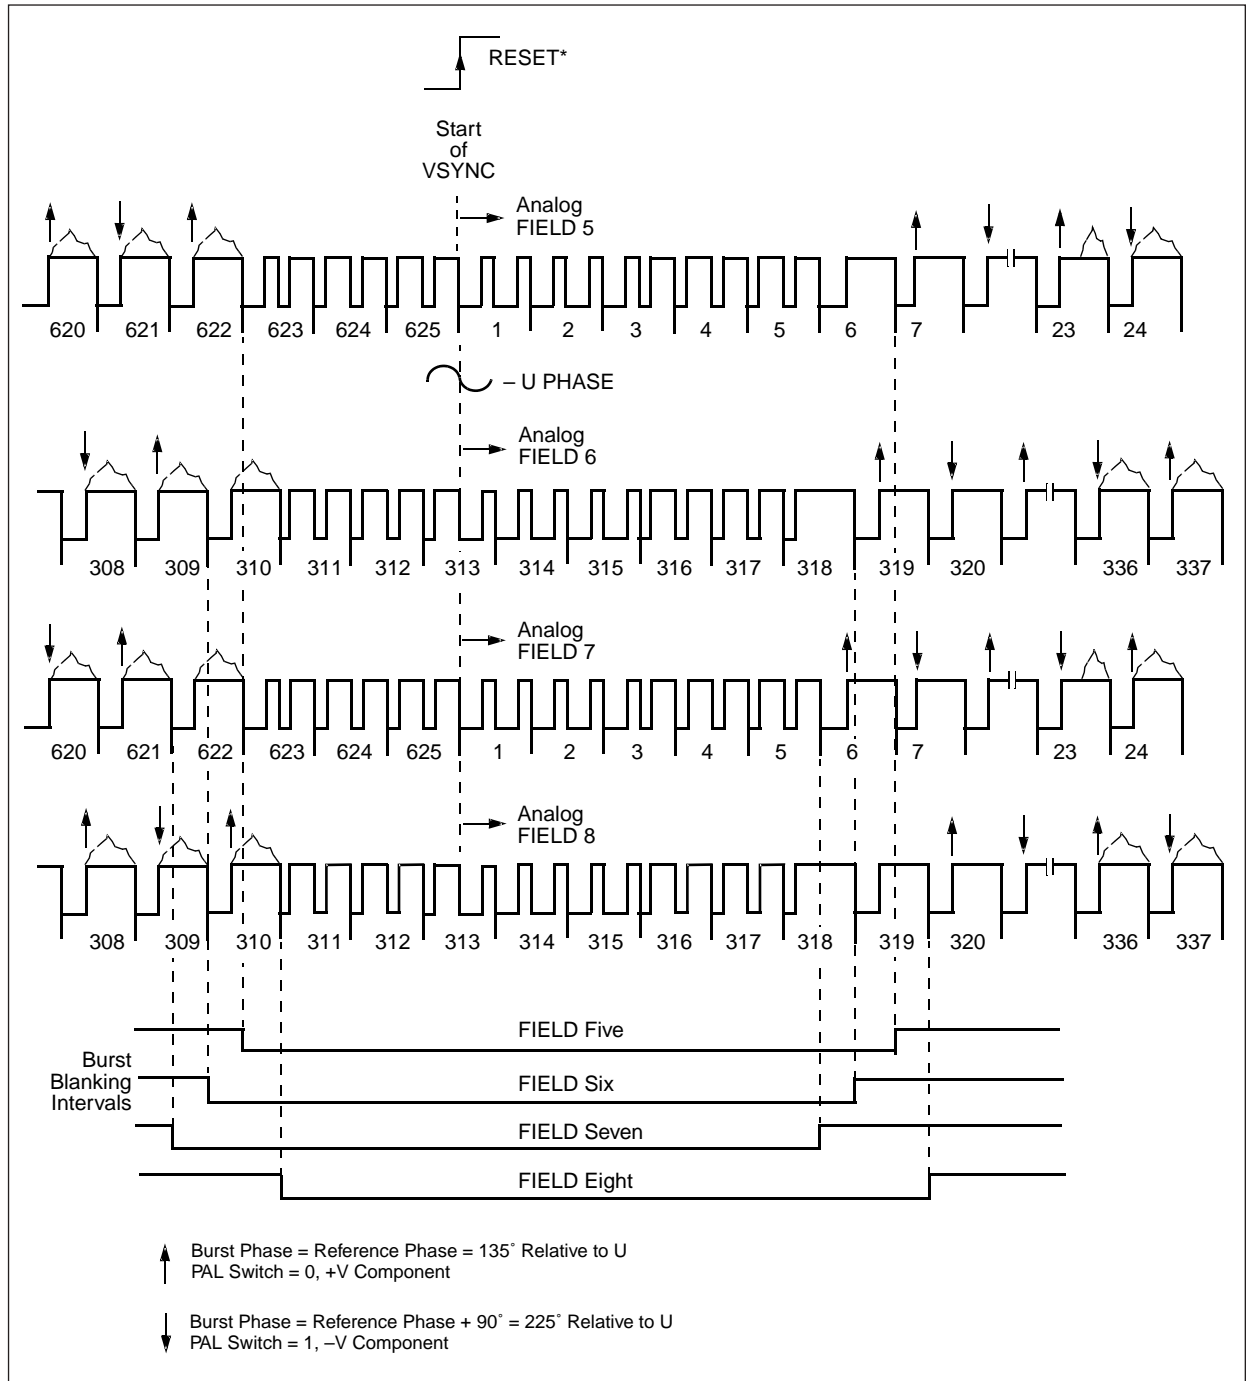 RESET*
Start
of
VSYNC
Analog
FIELD 5
620 621 622 623 624 625 1 2 3 4 5 6 7 23 24
– U PHASE
Analog
FIELD 6
308 309 310 311 312 313 314 315 316 317 318 319 320 336 337
Analog
FIELD 7
620 621 622 623 624 625 1 2 3 4 5 6 7 23 24
Analog
FIELD 8
308 309 310 311 312 313 314 315 316 317 318 319 320 336 337
Burst
Blanking
Intervals
FIELD Five
FIELD Six
FIELD Seven
FIELD Eight
Burst Phase = Reference Phase = 135˚ Relative to U
PAL Switch = 0, +V Component
Burst Phase = Reference Phase + 90˚ = 225˚ Relative to U
PAL Switch = 1, –V Component